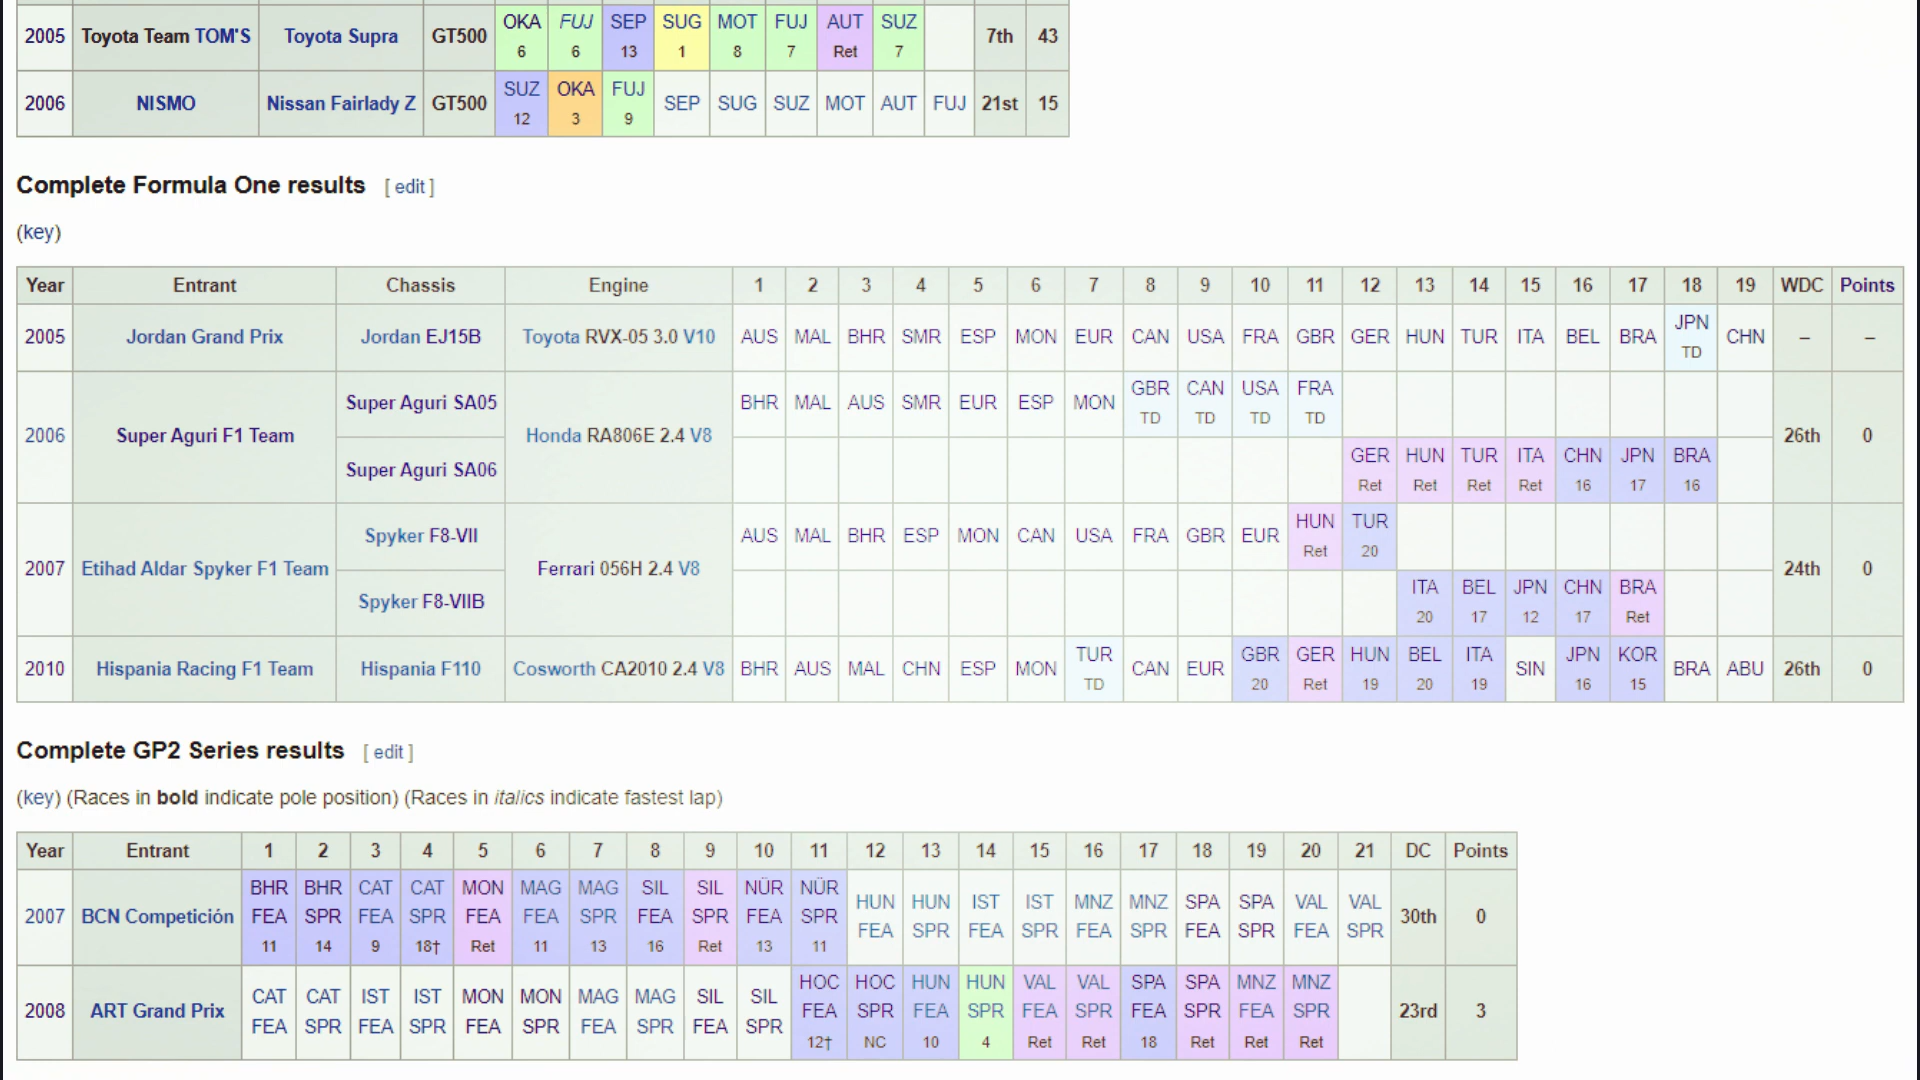 2005 Toyota Team TOM'S Toyota Supra GT500 OKA 6 FUJ 6 SEP 13 SUG 1 MOT 8 FUJ 7 AUT Ret SUZ 7 7th 43
2006 NISMO Nissan Fairlady Z GT500 SUZ 12 OKA 3 FUJ 9 SEP SUG SUZ MOT AUT FUJ 21st 15
Complete Formula One results [ edit ]
(key)
Year Entrant Chassis Engine 1 2 3 4 5 6 7 8 9 10 11 12 13 14 15 16 17 18 19 WDC Points
2005 Jordan Grand Prix Jordan EJ15B Toyota RVX-05 3.0 V10 AUS MAL BHR SMR ESP MON EUR CAN USA FRA GBR GER HUN TUR ITA BEL BRA JPN TD CHN – –
2006 Super Aguri F1 Team Super Aguri SA05 Honda RA806E 2.4 V8 BHR MAL AUS SMR EUR ESP MON GBR TD CAN TD USA TD FRA TD 26th 0
Super Aguri SA06 GER Ret HUN Ret TUR Ret ITA Ret CHN 16 JPN 17 BRA 16
2007 Etihad Aldar Spyker F1 Team Spyker F8-VII Ferrari 056H 2.4 V8 AUS MAL BHR ESP MON CAN USA FRA GBR EUR HUN Ret TUR 20 24th 0
Spyker F8-VIIB ITA 20 BEL 17 JPN 12 CHN 17 BRA Ret
2010 Hispania Racing F1 Team Hispania F110 Cosworth CA2010 2.4 V8 BHR AUS MAL CHN ESP MON TUR TD CAN EUR GBR 20 GER Ret HUN 19 BEL 20 ITA 19 SIN JPN 16 KOR 15 BRA ABU 26th 0
Complete GP2 Series results [ edit ]
(key) (Races in bold indicate pole position) (Races in italics indicate fastest lap)
Year Entrant 1 2 3 4 5 6 7 8 9 10 11 12 13 14 15 16 17 18 19 20 21 DC Points
2007 BCN Competición BHR FEA 11 BHR SPR 14 CAT FEA 9 CAT SPR 18† MON FEA Ret MAG FEA 11 MAG SPR 13 SIL FEA 16 SIL SPR Ret NÜR FEA 13 NÜR SPR 11 HUN FEA HUN SPR IST FEA IST SPR MNZ FEA MNZ SPR SPA FEA SPA SPR VAL FEA VAL SPR 30th 0
2008 ART Grand Prix CAT FEA CAT SPR IST FEA IST SPR MON FEA MON SPR MAG FEA MAG SPR SIL FEA SIL SPR HOC FEA 12† HOC SPR NC HUN FEA 10 HUN SPR 4 VAL FEA Ret VAL SPR Ret SPA FEA 18 SPA SPR Ret MNZ FEA Ret MNZ SPR Ret 23rd 3